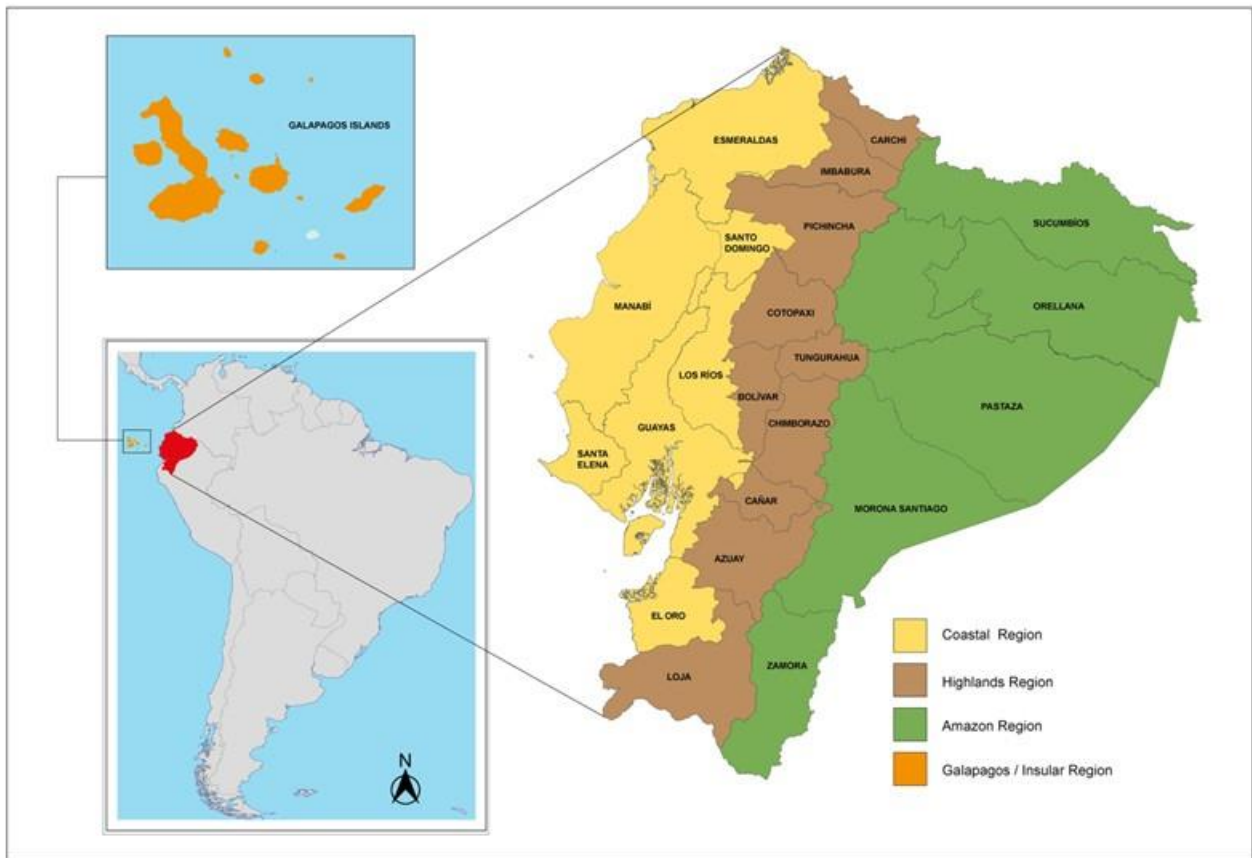 GALAPAGOS ISLANDS
ESMERALDAS
CARCHI
IMBABURA
PICHINCHA
SUCUMBÍOS
SANTO
DOMINGO
MANABÍ
COTOPAXI
ORELLANA
TUNGURAHUA
LOS RÍOS
BOLÍVAR
PASTAZA
CHIMBORAZO
GUAYAS
SANTA
ELENA
CAÑAR
MORONA SANTIAGO
AZUAY
EL ORO
ZAMORA
LOJA
Coastal Region
Highlands Region
Amazon Region
Galapagos / Insular Region
N